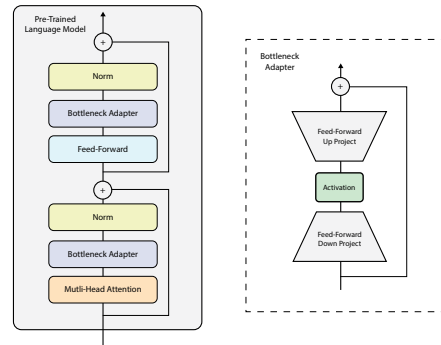 Pre-Trained
Language Model
+
Norm
Bottleneck Adapter
Feed-Forward
+
Norm
Bottleneck Adapter
Mutli-Head Attention
Bottleneck
Adapter
+
Feed-Forward
Up Project
Activation
Feed-Forward
Down Project